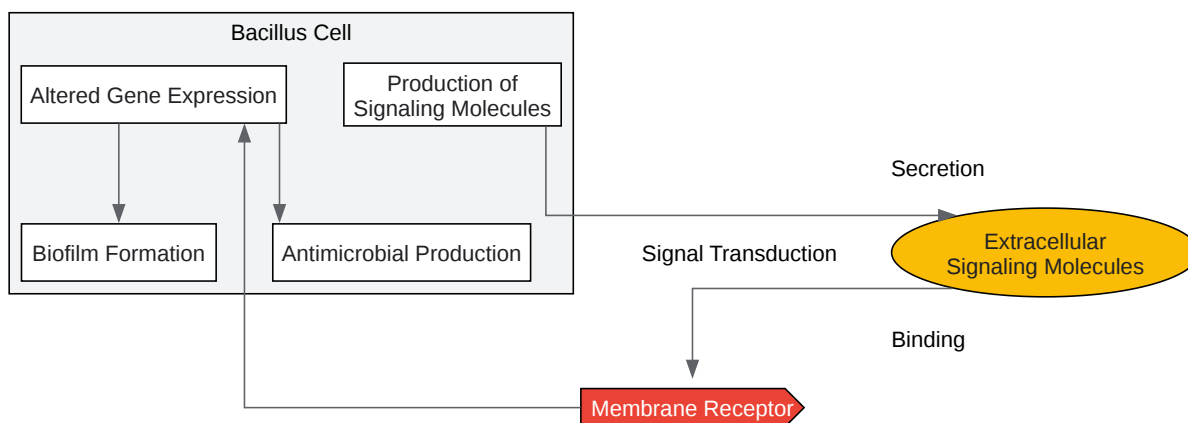 Bacillus Cell
Altered Gene Expression
Production of
Signaling Molecules
Secretion
Biofilm Formation
Antimicrobial Production
Signal Transduction
Extracellular
Signaling Molecules
Binding
Membrane Receptor